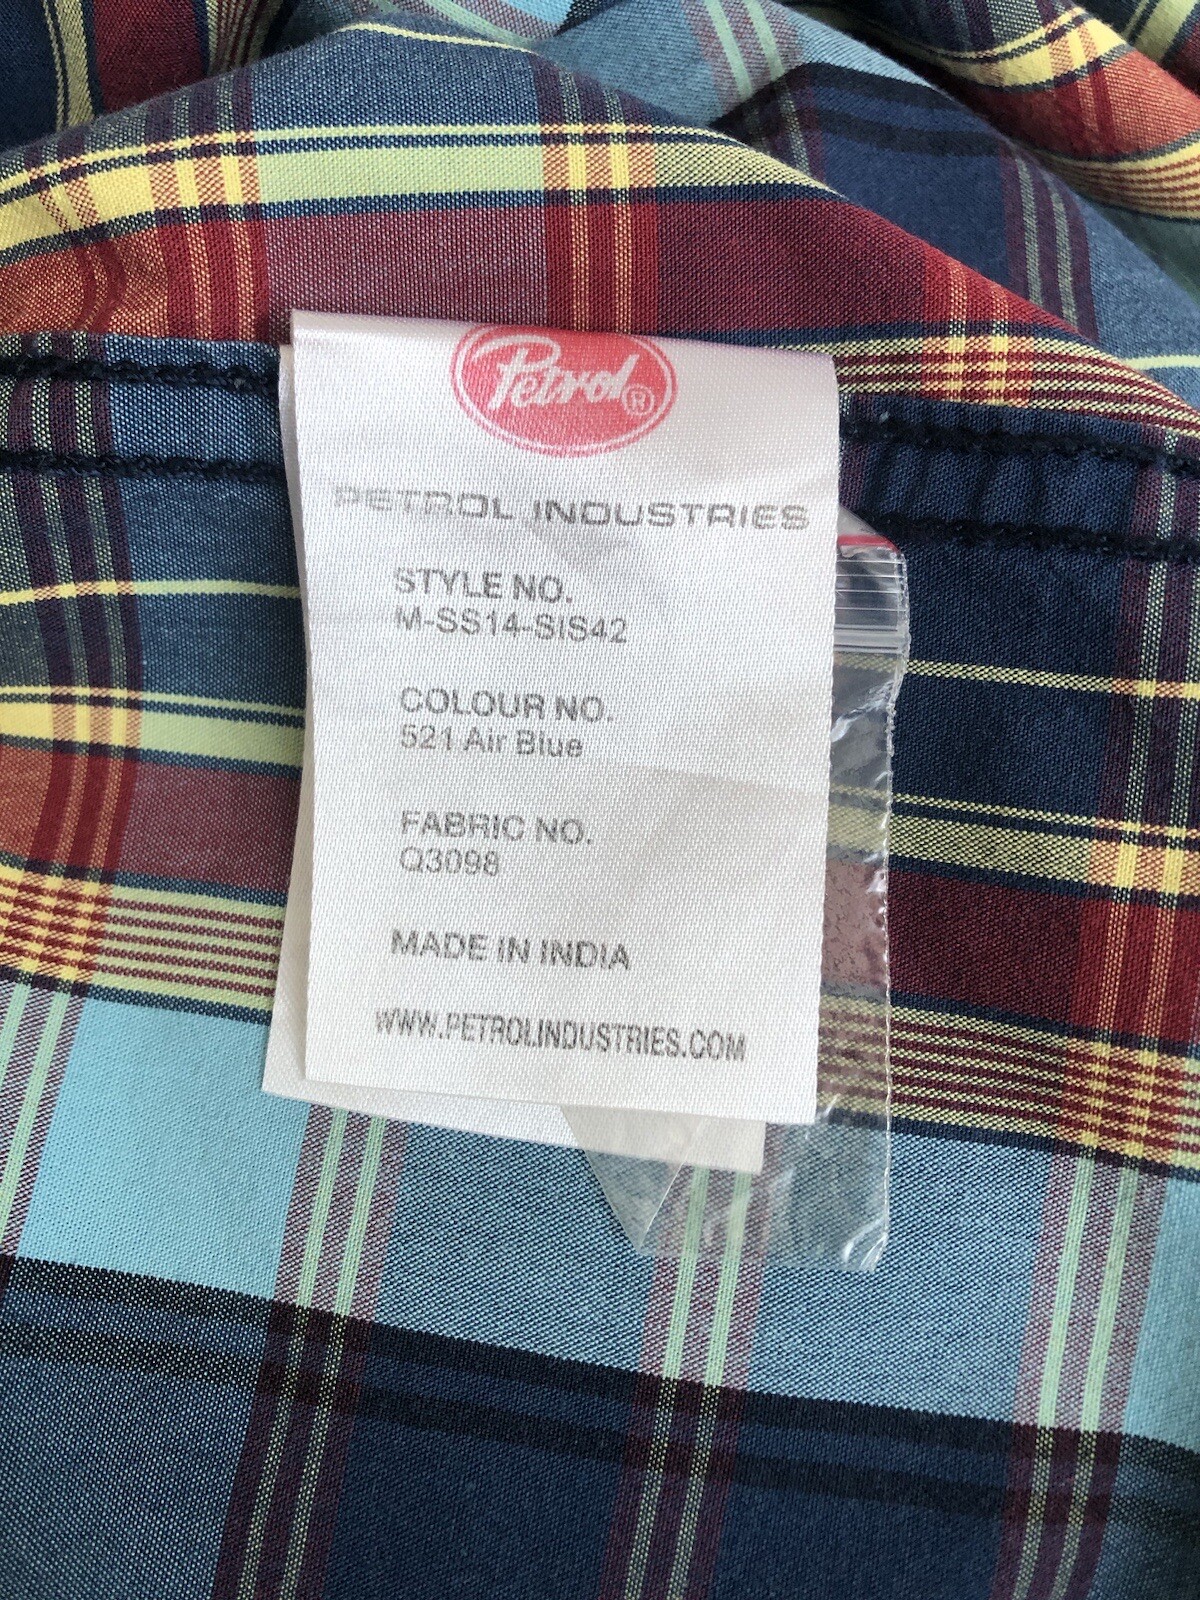 Petrol®
PETROL INDUSTRIES
STYLE NO.
M-SS14-SIS42
COLOUR NO.
521 Air Blue
FABRIC NO.
Q3098
MADE IN INDIA
WWW.PETROLINDUSTRIES.COM